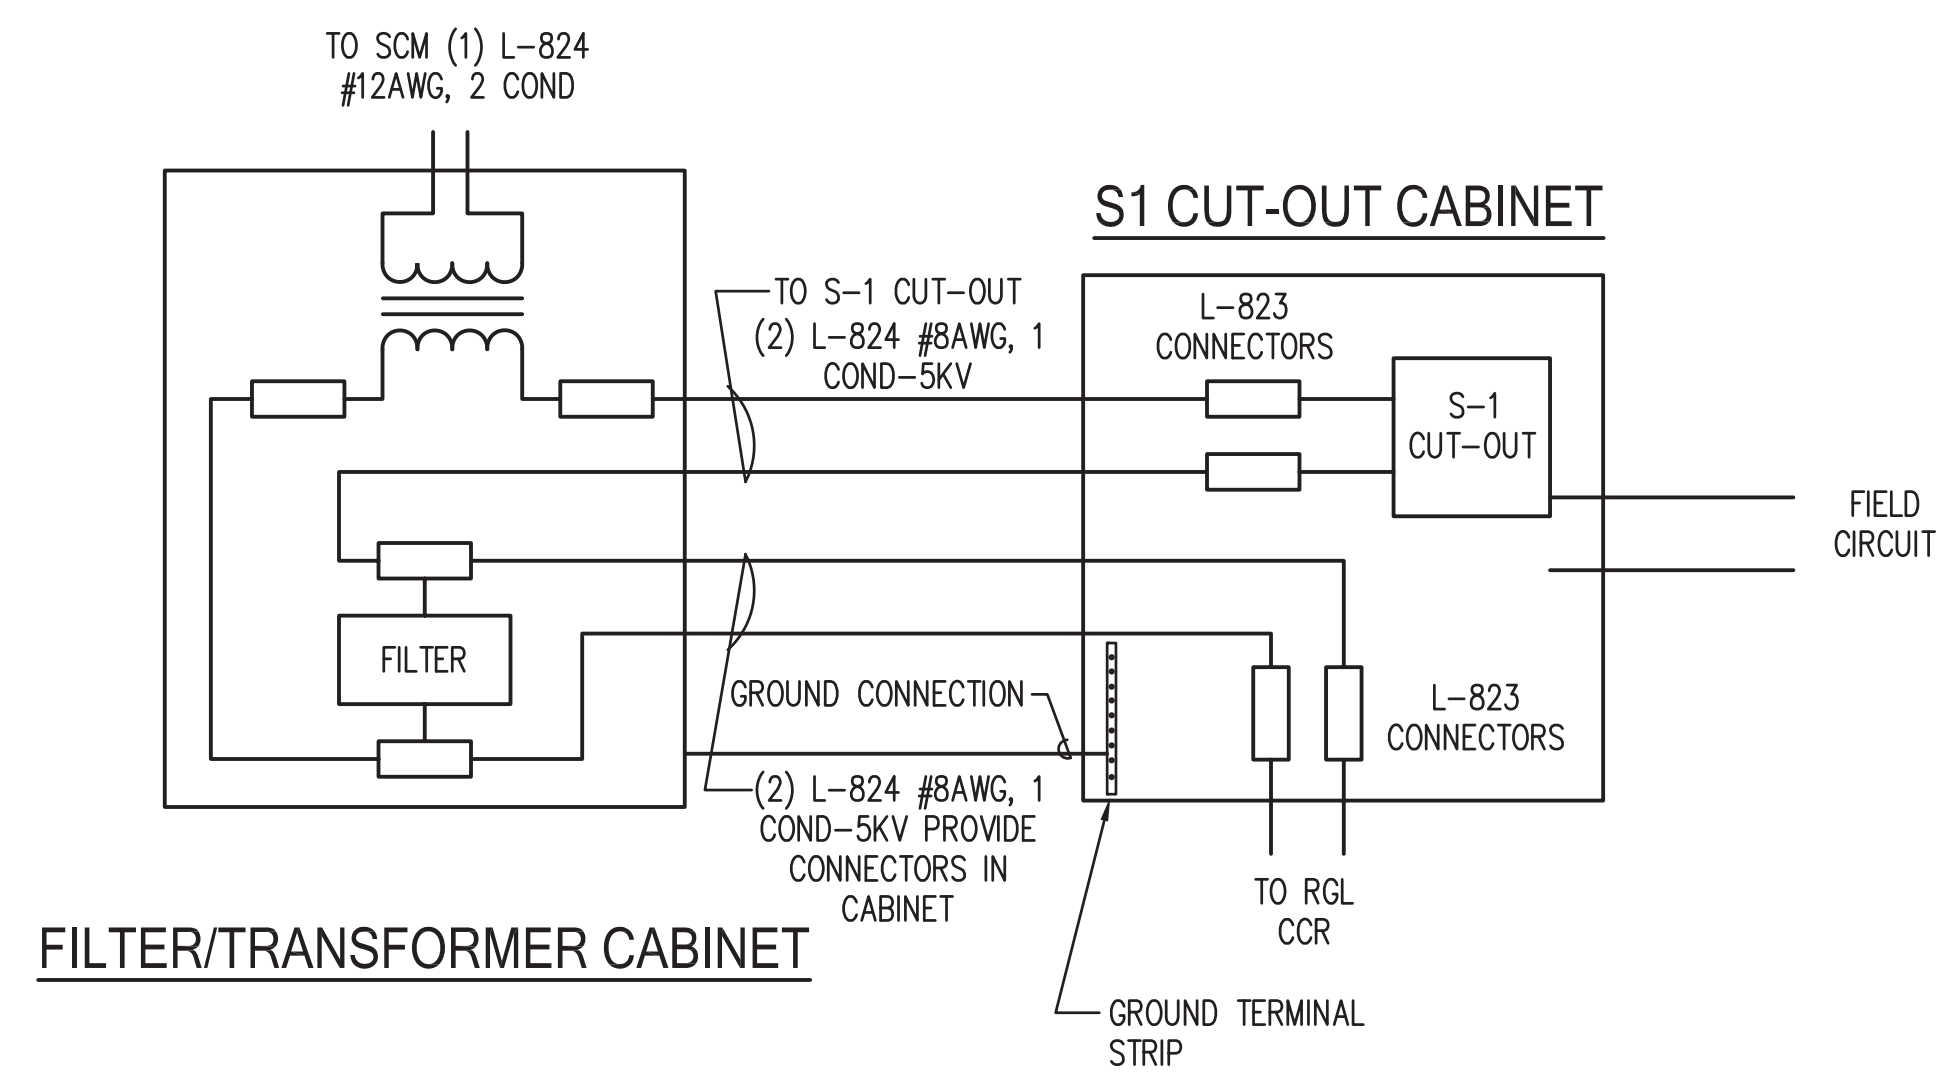 TO SCM (1) L-824
#12AWG, 2 COND
S1 CUT-OUT CABINET
TO S-1 CUT-OUT
(2) L-824 #8AWG, 1
COND-5KV
L-823
CONNECTORS
S-1
CUT-OUT
FIELD
CIRCUIT
FILTER
GROUND CONNECTION
L-823
CONNECTORS
(2) L-824 #8AWG, 1
COND-5KV PROVIDE
CONNECTORS IN
CABINET
TO RGL
CCR
FILTER/TRANSFORMER CABINET
GROUND TERMINAL
STRIP